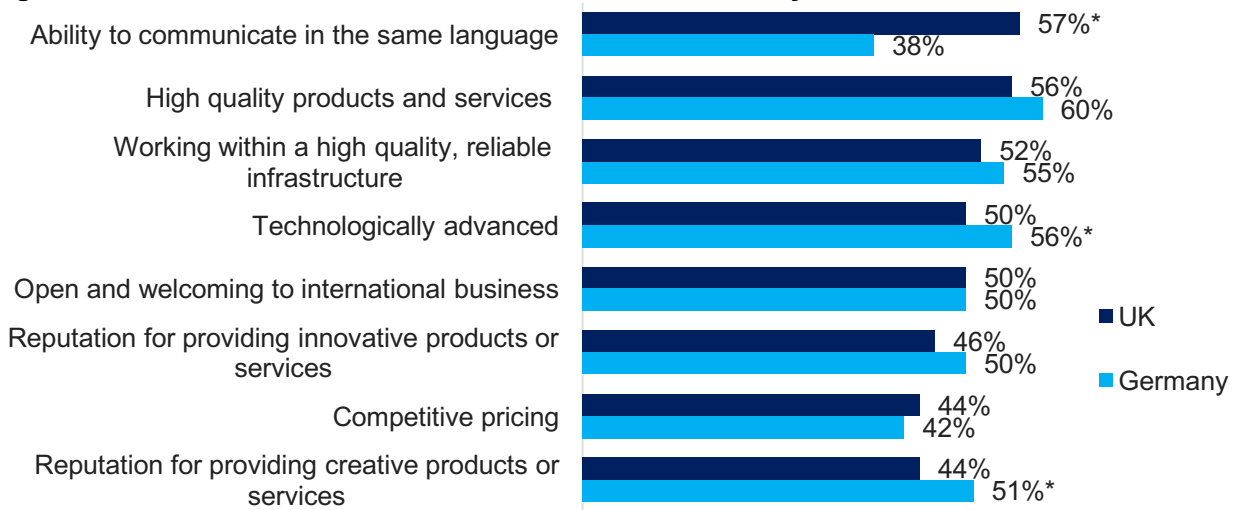 Ability to communicate in the same language
57%*
38%
High quality products and services
56%
60%
Working within a high quality, reliable
infrastructure
52%
55%
Technologically advanced
50%
56%*
Open and welcoming to international business
50%
50%
Reputation for providing innovative products or
services
46%
50%
Competitive pricing
44%
42%
Reputation for providing creative products or
services
44%
51%*
UK
Germany